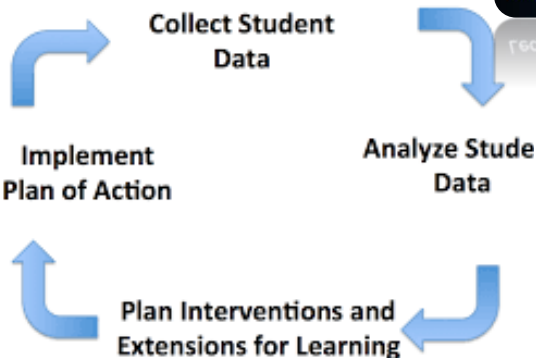 Collect Student
Data
Analyze Stude
Data
Implement
Plan of Action
Plan Interventions and
Extensions for Learning